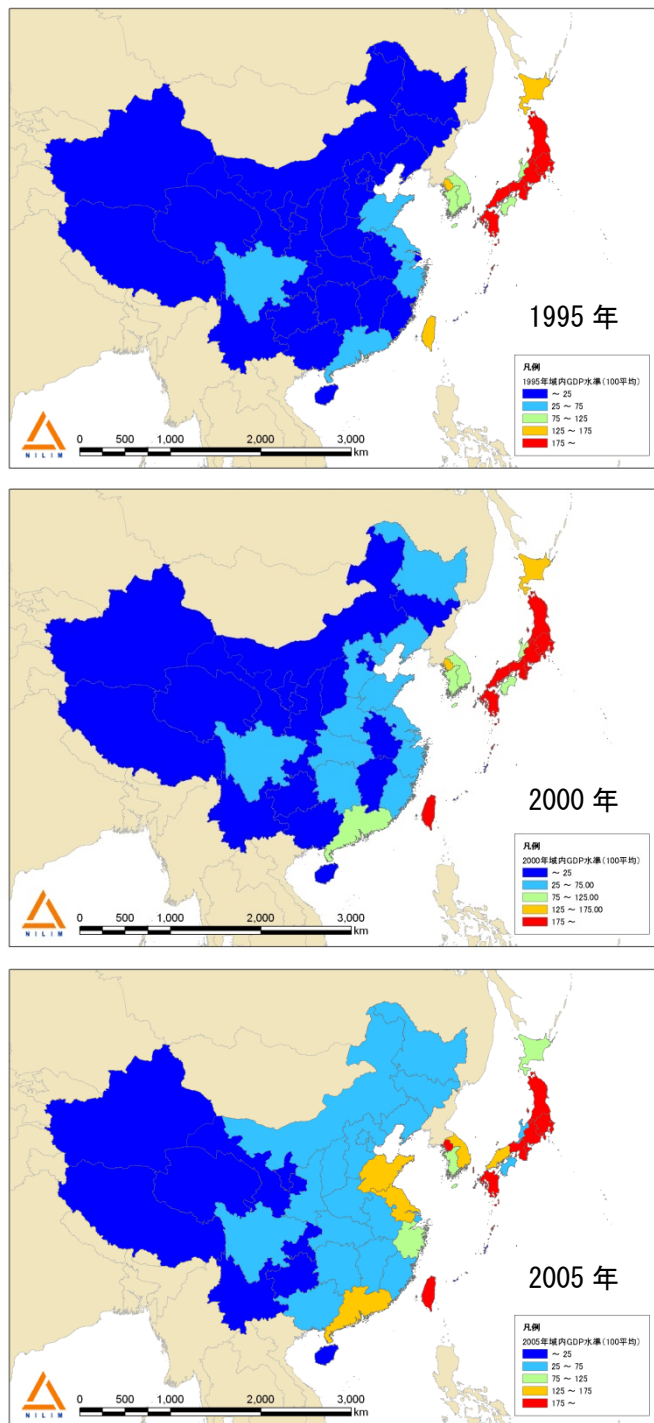 1995 年
凡例
1995年域内GDP水準(100平均)
～ 25
25 ～ 75
75 ～ 125
125 ～ 175
175 ～
NILIM
0 500 1,000 2,000 3,000
km
2000 年
凡例
2000年域内GDP水準(100平均)
～ 25
25 ～ 75.00
75 ～ 125.00
125 ～ 175.00
175 ～
NILIM
0 500 1,000 2,000 3,000
km
2005 年
凡例
2005年域内GDP水準(100平均)
～ 25
25 ～ 75
75 ～ 125
125 ～ 175
175 ～
NILIM
0 500 1,000 2,000 3,000
km